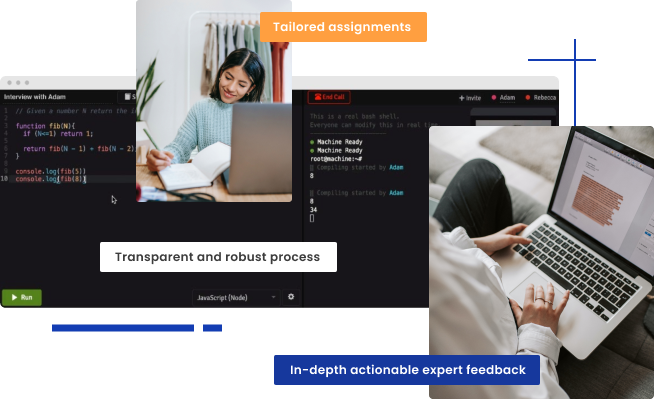 Tailored assignments
Interview with Adam
End Call
Invite
Adam
Rebecca
1 // Given a number N return the
2
3 function fib(N){
4 if (N<=1) return 1;
5
6 return fib(N - 1) + fib(N - 2)
7 }
8
9 console.log(fib(5))
10 console.log(fib(8))
This is a real bash shell.
Everyone can modify this in real time.
Machine Ready
Machine Ready
root@machine:~#
Compiling started by Adam
8
Compiling started by Adam
8
34
Transparent and robust process
Run
JavaScript (Node)
In-depth actionable expert feedback